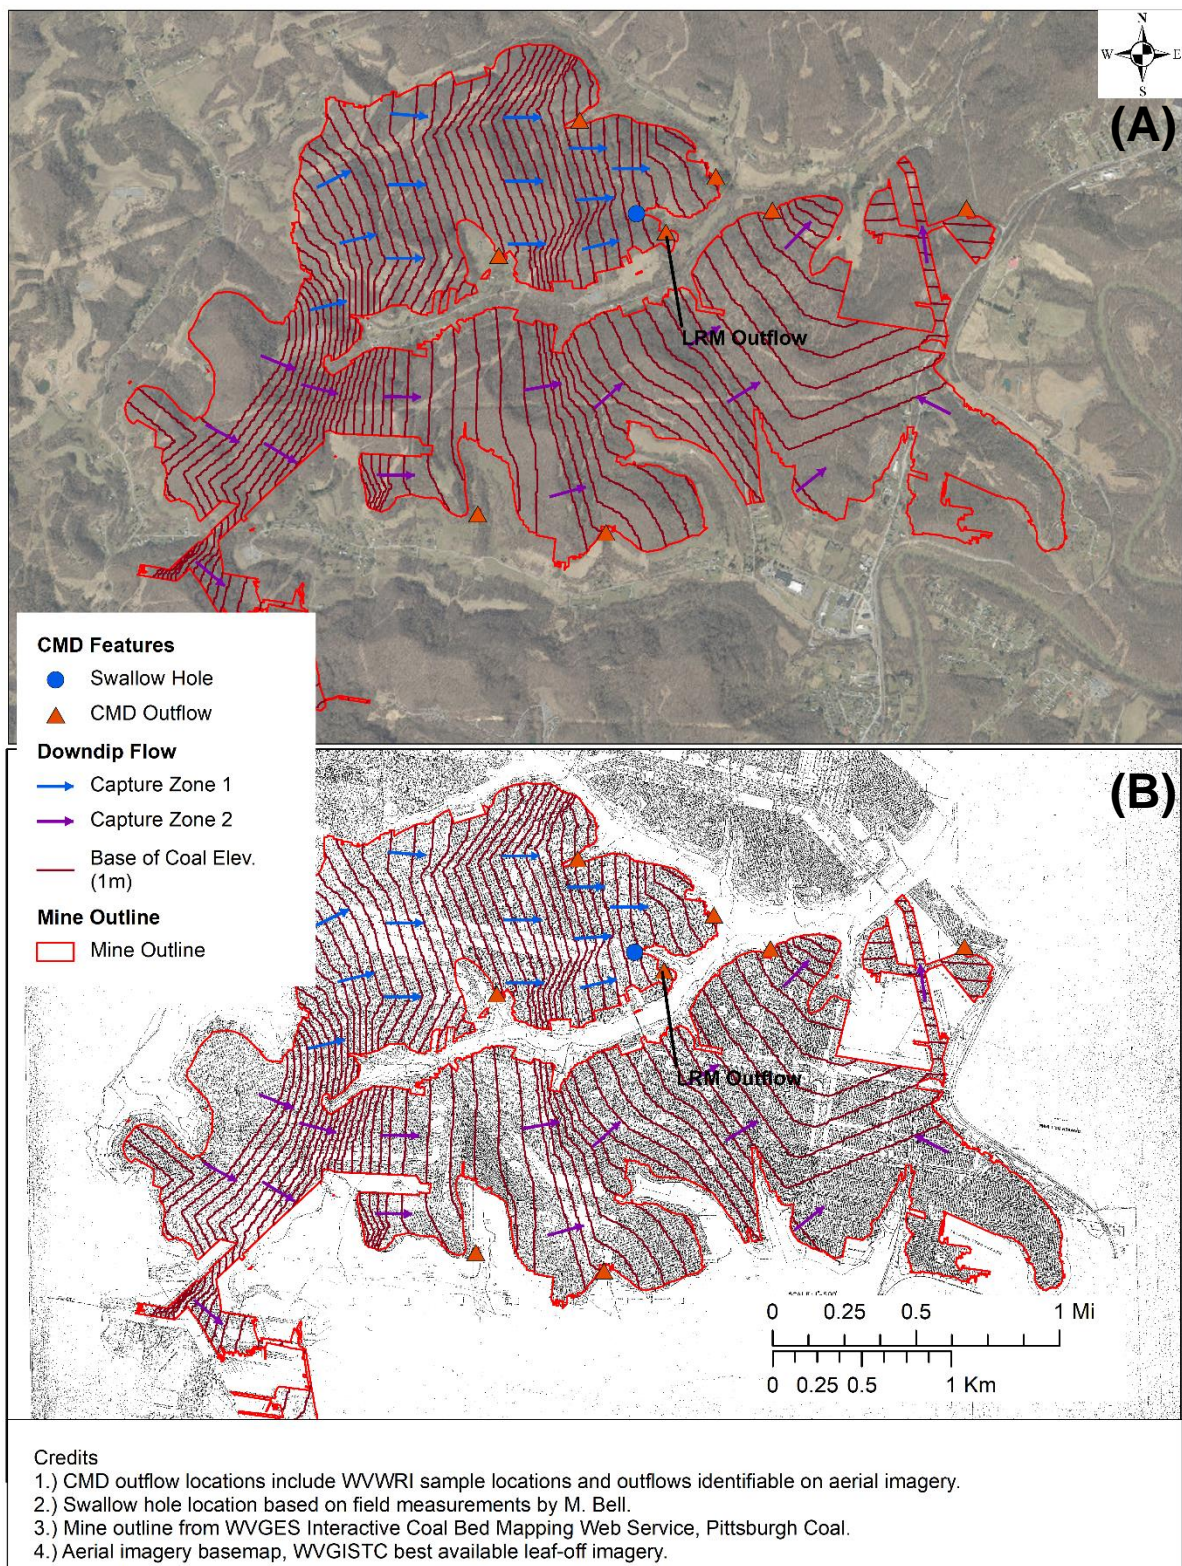 N
W E
S
(A)
LRM Outflow
CMD Features
Swallow Hole
CMD Outflow
Downdip Flow
Capture Zone 1
Capture Zone 2
Base of Coal Elev.
(1m)
Mine Outline
Mine Outline
(B)
LRM Outflow
0 0.25 0.5 1 Mi
0 0.25 0.5 1 Km
Credits
1.) CMD outflow locations include WVWRI sample locations and outflows identifiable on aerial imagery.
2.) Swallow hole location based on field measurements by M. Bell.
3.) Mine outline from WVGES Interactive Coal Bed Mapping Web Service, Pittsburgh Coal.
4.) Aerial imagery basemap, WVGISTC best available leaf-off imagery.